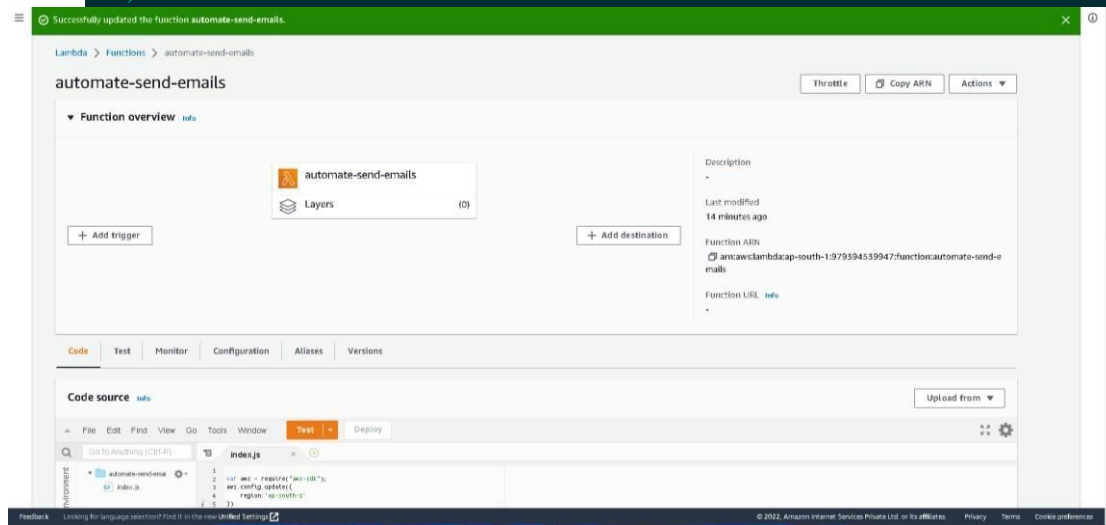 Successfully updated the function automate-send-emails.
Lambda > Functions > automate-send-emails
automate-send-emails
Throttle
Copy ARN
Actions
Function overview Info
automate-send-emails
Layers (0)
+ Add trigger
+ Add destination
Description
-
Last modified
14 minutes ago
Function ARN
arn:aws:lambda:ap-south-1:979394539947:function:automate-send-e
mails
Function URL Info
-
Code Test Monitor Configuration Aliases Versions
Code source Info
Upload from
File Edit Find View Go Tools Window Test Deploy
Go to Anything (Ctrl-P)
index.js
automate-send-emai
index.js
1
2 var aws = require("aws-sdk");
3 aws.config.update({
4 region: 'ap-south-1'
5 })
Feedback Looking for language selection? Find it in the new Unified Settings
© 2022, Amazon Internet Services Private Ltd. or its affiliates. Privacy Terms Cookie preferences